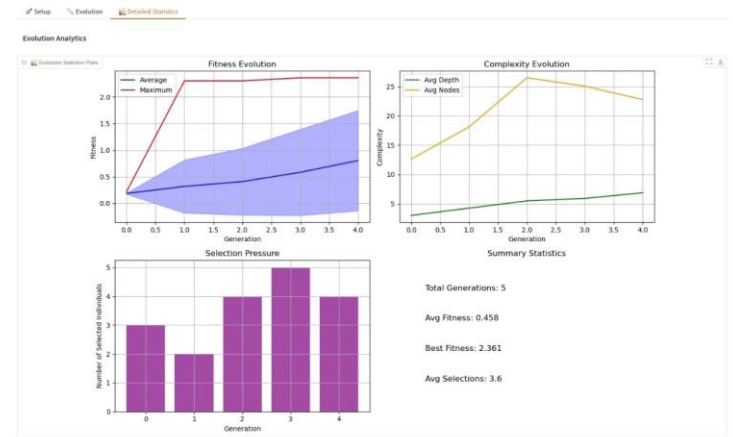 Setup
Evolution
Detailed Statistics
Evolution Analytics
Evolution Statistics Plots
Fitness Evolution
Average
Maximum
Fitness
2.0
1.5
1.0
0.5
0.0
0.0 0.5 1.0 1.5 2.0 2.5 3.0 3.5 4.0
Generation
Complexity Evolution
Avg Depth
Avg Nodes
Complexity
25
20
15
10
5
0.0 0.5 1.0 1.5 2.0 2.5 3.0 3.5 4.0
Generation
Selection Pressure
Number of Selected Individuals
5
4
3
2
1
0
0 1 2 3 4
Generation
Summary Statistics
Total Generations: 5
Avg Fitness: 0.458
Best Fitness: 2.361
Avg Selections: 3.6